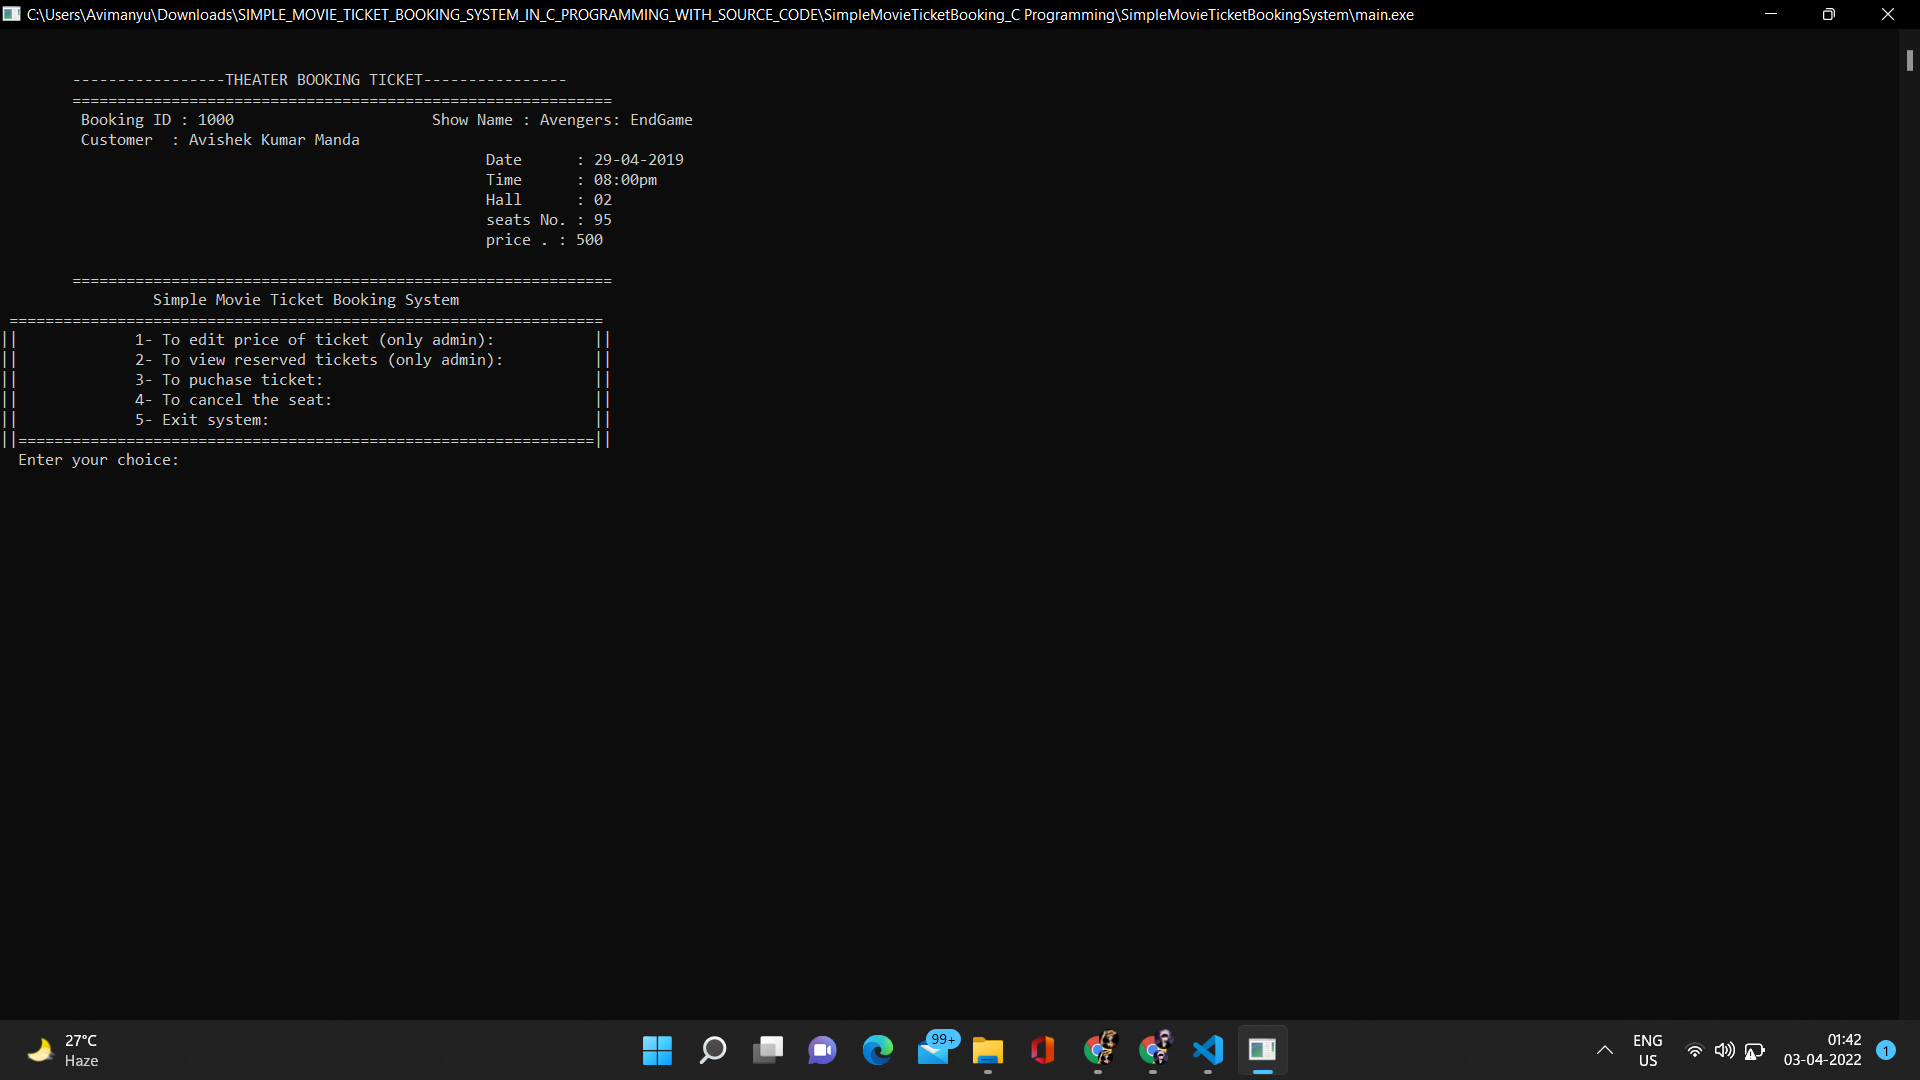 C:\Users\Avimanyu\Downloads\SIMPLE_MOVIE_TICKET_BOOKING_SYSTEM_IN_C_PROGRAMMING_WITH_SOURCE_CODE\SimpleMovieTicketBooking_C Programming\SimpleMovieTicketBookingSystem\main.exe
-----------------THEATER BOOKING TICKET----------------
============================================================
Booking ID : 1000 Show Name : Avengers: EndGame
Customer : Avishek Kumar Manda
Date : 29-04-2019
Time : 08:00pm
Hall : 02
seats No. : 95
price . : 500
============================================================
Simple Movie Ticket Booking System
==================================================================
|| 1- To edit price of ticket (only admin): ||
|| 2- To view reserved tickets (only admin): ||
|| 3- To puchase ticket: ||
|| 4- To cancel the seat: ||
|| 5- Exit system: ||
||================================================================||
Enter your choice:
27°C
Haze
99+
ENG
US
01:42
03-04-2022
1